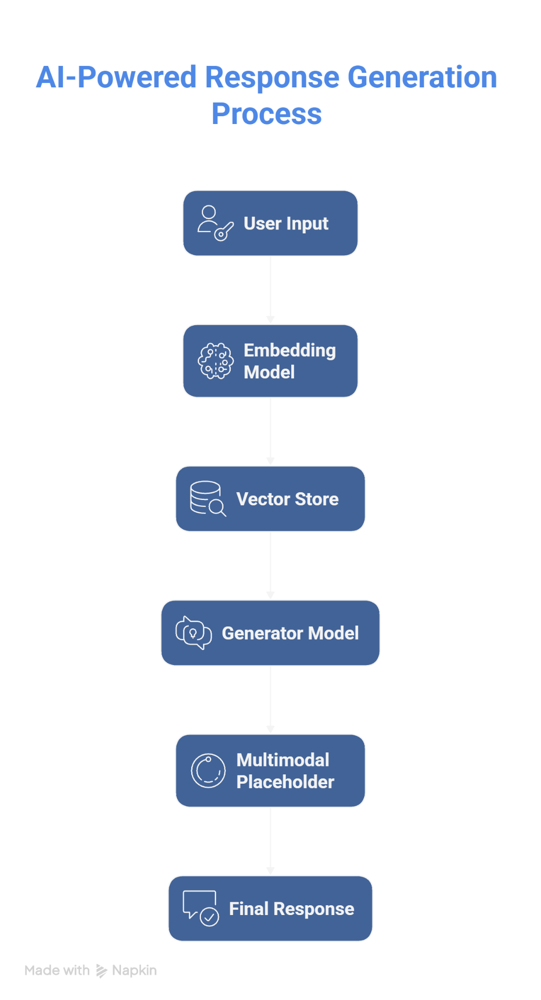 AI-Powered Response Generation
Process
User Input
Embedding
Model
Vector Store
Generator Model
Multimodal
Placeholder
Final Response
Made with Napkin